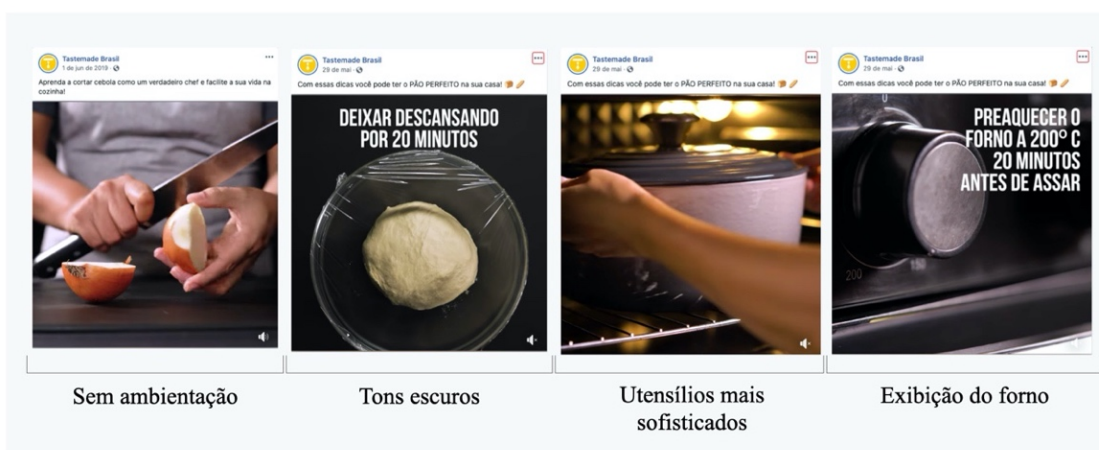 Tastemade Brasil
1 de jun de 2019 ·
Aprenda a cortar cebola como um verdadeiro chef e facilite a sua vida na
cozinha!
Tastemade Brasil
29 de mai ·
Com essas dicas você pode ter o PÃO PERFEITO na sua casa! 🍞 🥖
DEIXAR DESCANSANDO
POR 20 MINUTOS
Tastemade Brasil
29 de mai ·
Com essas dicas você pode ter o PÃO PERFEITO na sua casa! 🍞 🥖
Tastemade Brasil
29 de mai ·
Com essas dicas você pode ter o PÃO PERFEITO na sua casa! 🍞 🥖
0
PREAQUECER O
FORNO A 200° C
20 MINUTOS
ANTES DE ASSAR
200
Sem ambientação
Tons escuros
Utensílios mais
sofisticados
Exibição do forno